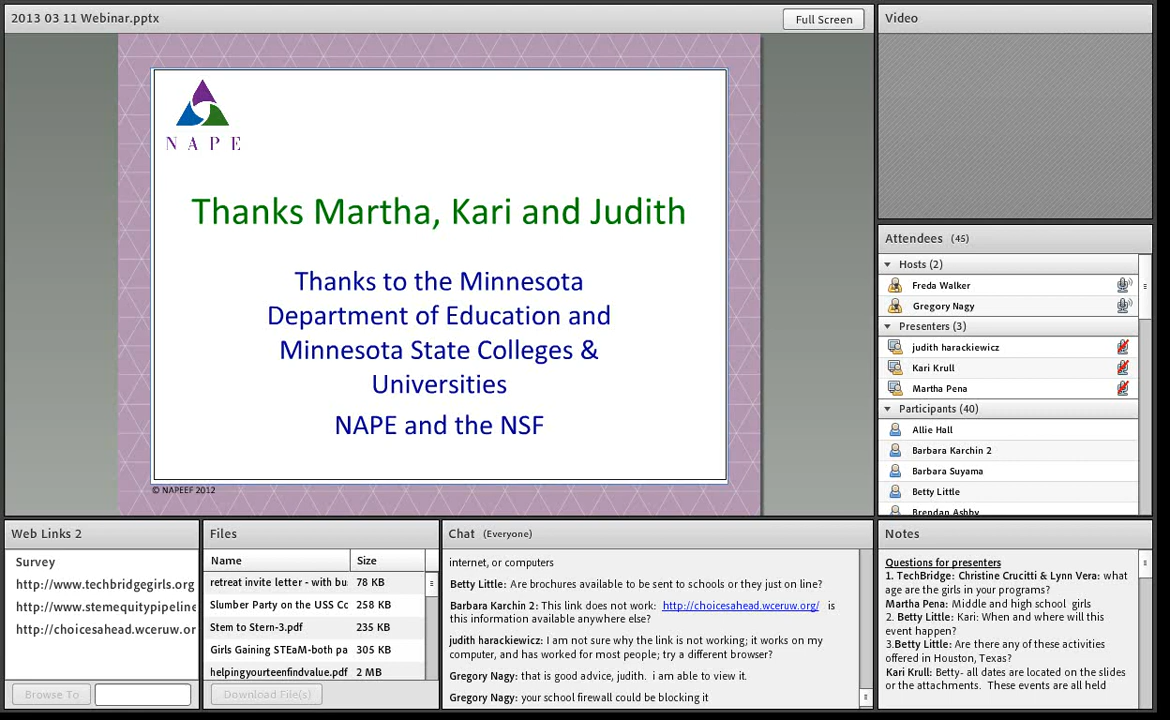 2013 03 11 Webinar.pptx
Full Screen
NAPE
Thanks Martha, Kari and Judith
Thanks to the Minnesota
Department of Education and
Minnesota State Colleges &
Universities
NAPE and the NSF
© NAPEEF 2012
Video
Attendees (45)
Hosts (2)
Freda Walker
Gregory Nagy
Presenters (3)
judith harackiewicz
Kari Krull
Martha Pena
Participants (40)
Allie Hall
Barbara Karchin 2
Barbara Suyama
Betty Little
Brendan Ashby
Web Links 2
Survey
http://www.techbridgegirls.org
http://www.stemequitypipeline
http://choicesahead.wceruw.or
Browse To
Files
Name Size
retreat invite letter - with bu 78 KB
Slumber Party on the USS Cc 258 KB
Stem to Stern-3.pdf 235 KB
Girls Gaining STEaM-both pa 305 KB
helpingyourteenfindvalue.pdf 2 MB
Download File(s)
Chat (Everyone)
internet, or computers
Betty Little: Are brochures available to be sent to schools or they just on line?
Barbara Karchin 2: This link does not work: http://choicesahead.wceruw.org/ is
this information available anywhere else?
judith harackiewicz: I am not sure why the link is not working; it works on my
computer, and has worked for most people; try a different browser?
Gregory Nagy: that is good advice, judith. i am able to view it.
Gregory Nagy: your school firewall could be blocking it
Notes
Questions for presenters
1. TechBridge: Christine Crucitti & Lynn Vera: what
age are the girls in your programs?
Martha Pena: Middle and high school girls
2. Betty Little: Kari: When and where will this
event happen?
3.Betty Little: Are there any of these activities
offered in Houston, Texas?
Kari Krull: Betty- all dates are located on the slides
or the attachments. These events are all held